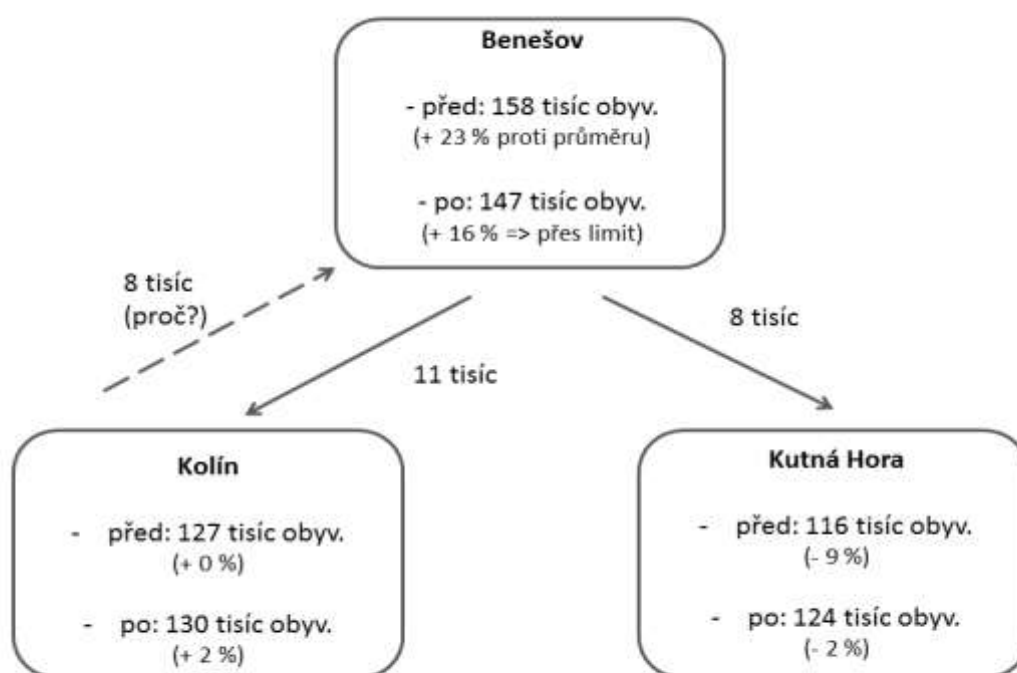 Benešov
- před: 158 tisíc obyv.
(+ 23 % proti průměru)
- po: 147 tisíc obyv.
(+ 16 % => přes limit)
8 tisíc
(proč?)
8 tisíc
11 tisíc
Kolín
- před: 127 tisíc obyv.
(+ 0 %)
- po: 130 tisíc obyv.
(+ 2 %)
Kutná Hora
- před: 116 tisíc obyv.
(- 9 %)
- po: 124 tisíc obyv.
(- 2 %)